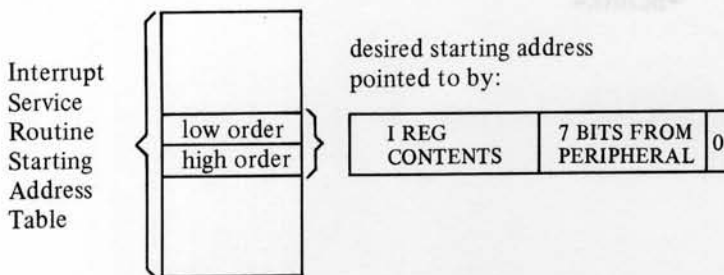 Interrupt
Service
Routine
Starting
Address
Table
low order
high order
desired starting address
pointed to by:
I REG
CONTENTS
7 BITS FROM
PERIPHERAL
0